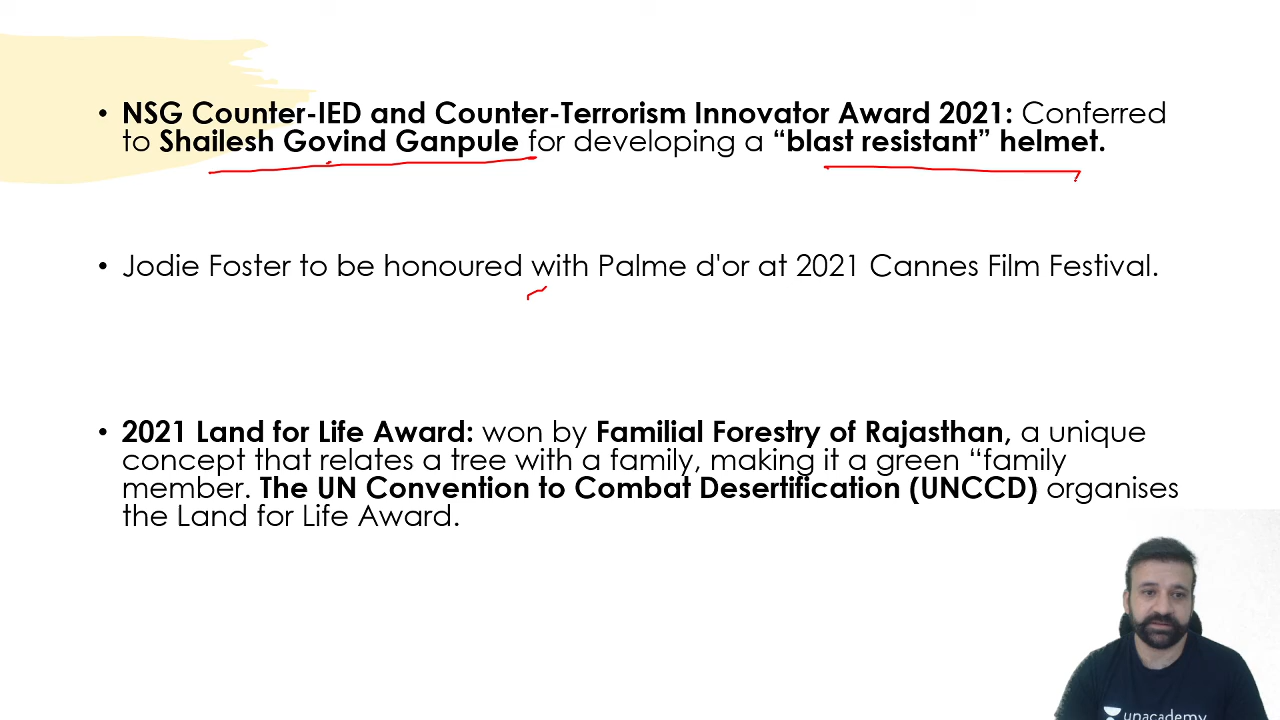 • NSG Counter-IED and Counter-Terrorism Innovator Award 2021: Conferred
to Shailesh Govind Ganpule for developing a “blast resistant” helmet.
• Jodie Foster to be honoured with Palme d'or at 2021 Cannes Film Festival.
• 2021 Land for Life Award: won by Familial Forestry of Rajasthan, a unique
concept that relates a tree with a family, making it a green “family
member. The UN Convention to Combat Desertification (UNCCD) organises
the Land for Life Award.
unacademy